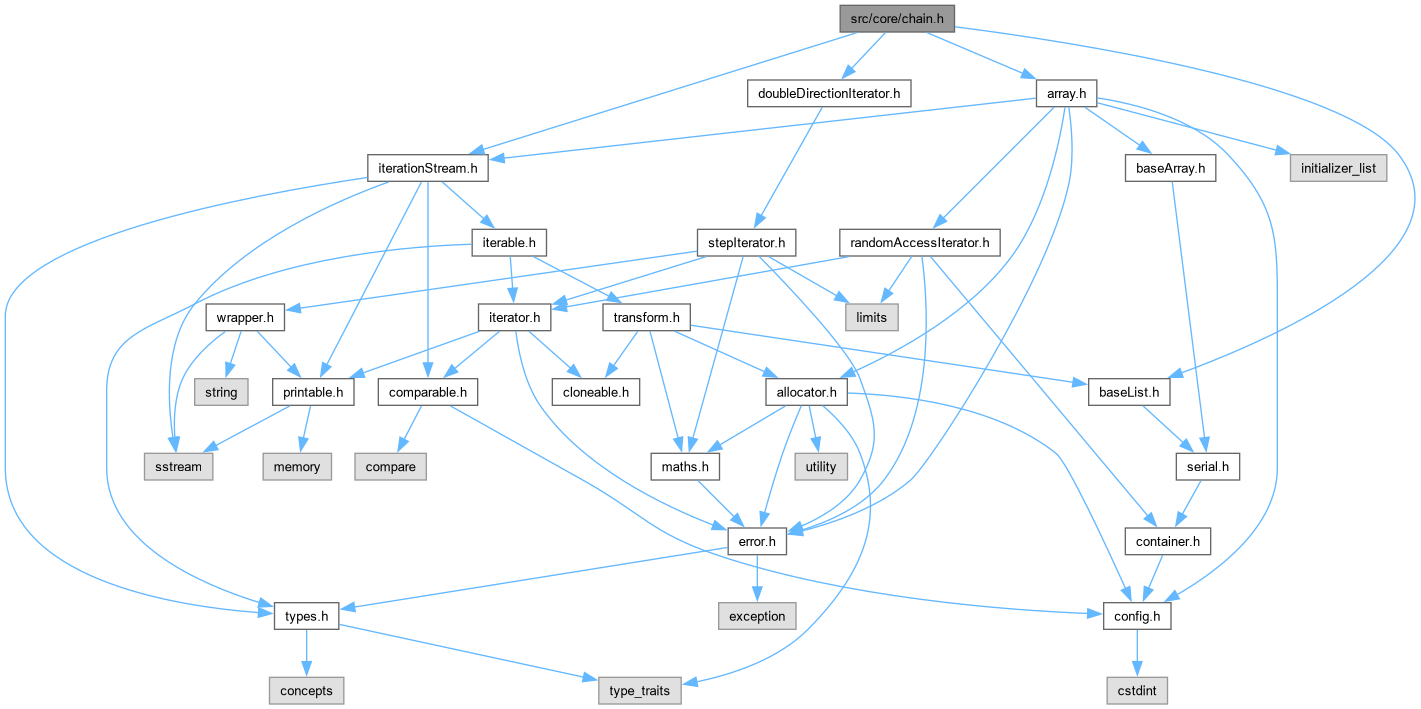 src/core/chain.h
doubleDirectionIterator.h
array.h
iterationStream.h
baseArray.h
initializer_list
iterable.h
stepIterator.h
randomAccessIterator.h
wrapper.h
iterator.h
transform.h
limits
string
printable.h
comparable.h
cloneable.h
allocator.h
baseList.h
sstream
memory
compare
maths.h
utility
serial.h
error.h
container.h
types.h
exception
config.h
concepts
type_traits
cstdint